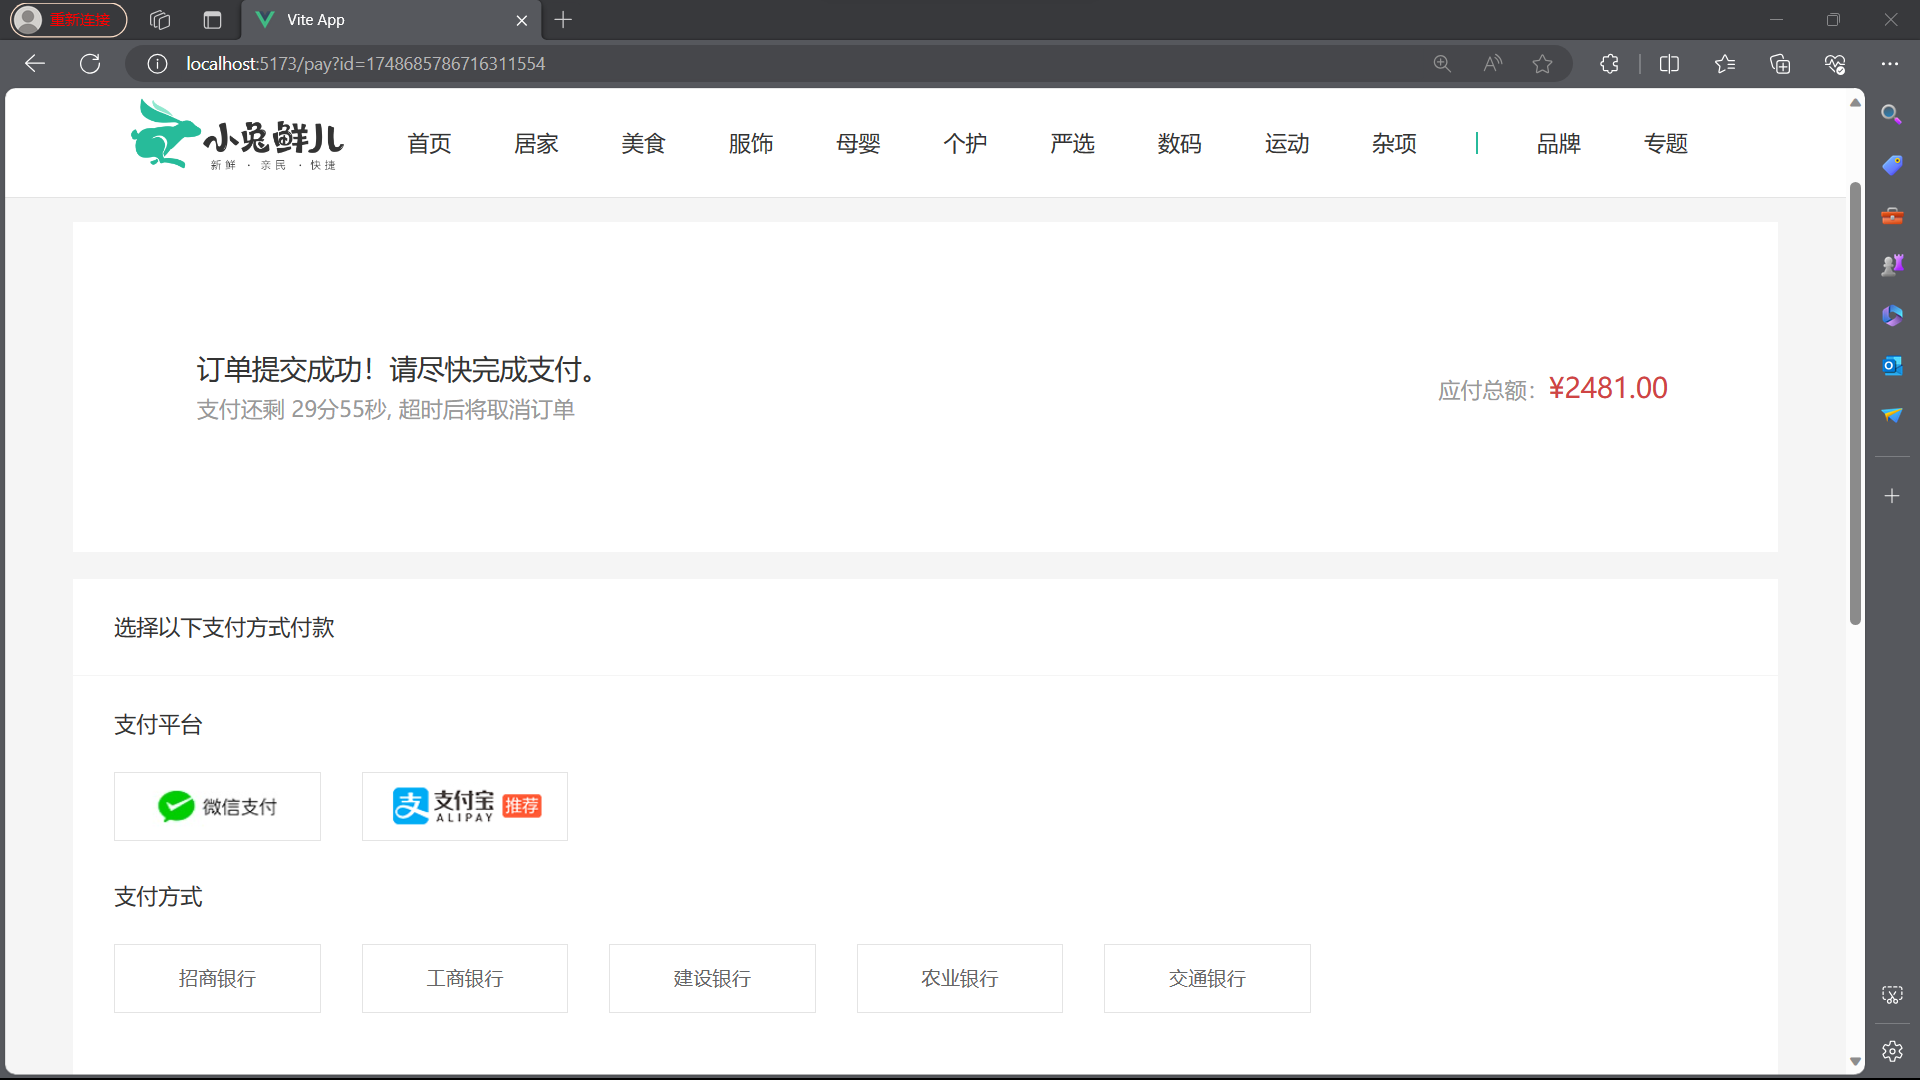 重新连接
Vite App
localhost:5173/pay?id=1748685786716311554
小兔鲜儿
新鲜 · 亲民 · 快捷
首页 居家 美食 服饰 母婴 个护 严选 数码 运动 杂项 | 品牌 专题
订单提交成功！请尽快完成支付。
支付还剩 29分55秒, 超时后将取消订单
应付总额：¥2481.00
选择以下支付方式付款
支付平台
微信支付
支 支付宝 ALIPAY 推荐
支付方式
招商银行 工商银行 建设银行 农业银行 交通银行